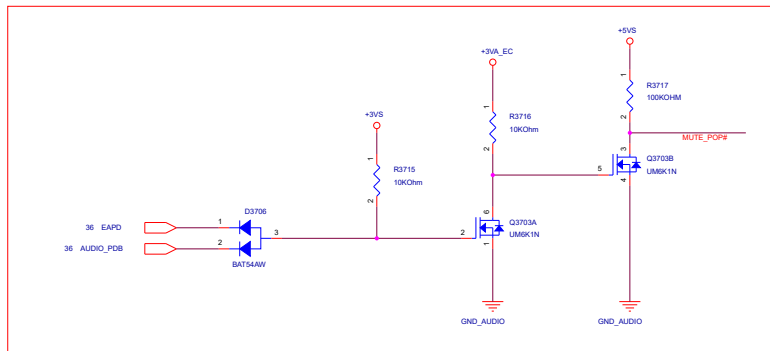 +5VS
+3VA_EC
1
R3717
100KOHM
2
+3VS
1
R3716
10KOhm
2
MUTE_POP#
3
Q3703B
UM6K1N
5
4
1
R3715
10KOhm
2
D3706
6
Q3703A
UM6K1N
36 EAPD
1
3
2
1
36 AUDIO_PDB
2
BAT54AW
GND_AUDIO
GND_AUDIO